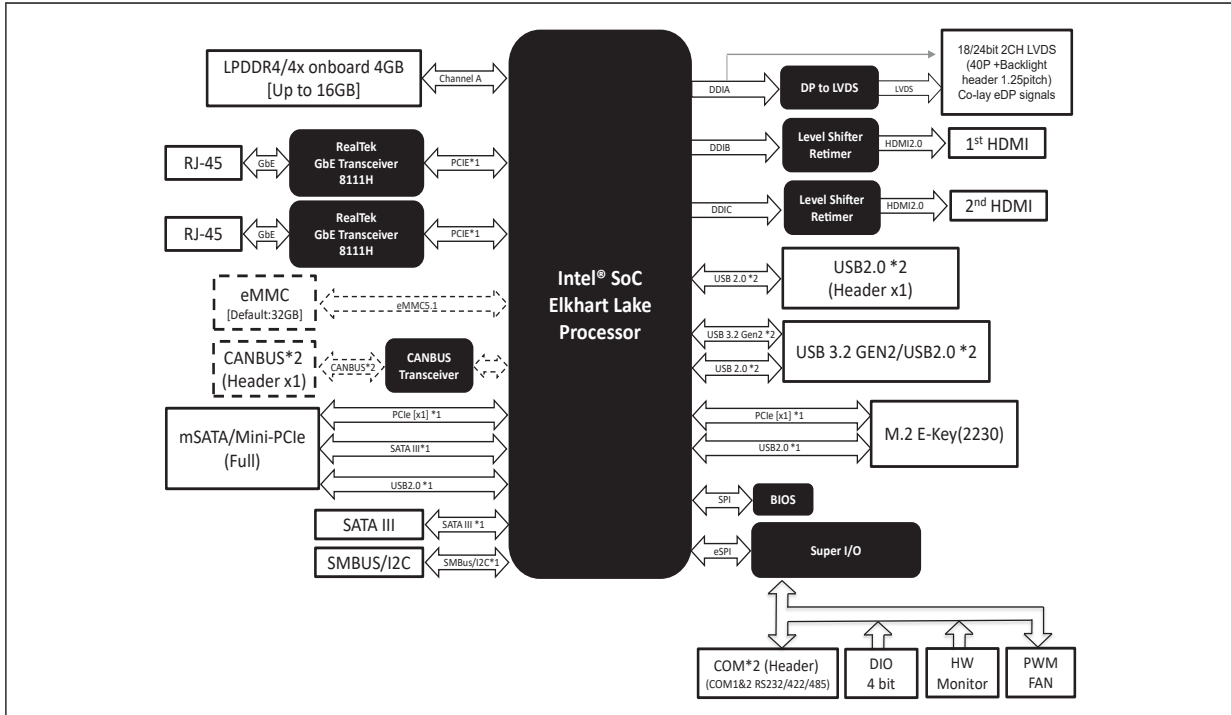 LPDDR4/4x onboard 4GB
[Up to 16GB]
Channel A
RJ-45
GbE
RealTek
GbE Transceiver
8111H
PCIE*1
RJ-45
GbE
RealTek
GbE Transceiver
8111H
PCIE*1
eMMC
[Default:32GB]
eMMC5.1
CANBUS*2
(Header x1)
CANBUS*2
CANBUS
Transceiver
mSATA/Mini-PCIe
(Full)
PCIe [x1] *1
SATA III*1
USB2.0 *1
SATA III
SATA III *1
SMBUS/I2C
SMBus/I2C*1
Intel® SoC
Elkhart Lake
Processor
DDIA
DP to LVDS
LVDS
18/24bit 2CH LVDS
(40P +Backlight
header 1.25pitch)
Co-lay eDP signals
DDIB
Level Shifter
Retimer
HDMI2.0
1st HDMI
DDIC
Level Shifter
Retimer
HDMI2.0
2nd HDMI
USB 2.0 *2
USB2.0 *2
(Header x1)
USB 3.2 Gen2 *2
USB 2.0 *2
USB 3.2 GEN2/USB2.0 *2
PCIe [x1] *1
USB2.0 *1
M.2 E-Key(2230)
SPI
BIOS
eSPI
Super I/O
COM*2 (Header)
(COM1&2 RS232/422/485)
DIO
4 bit
HW
Monitor
PWM
FAN